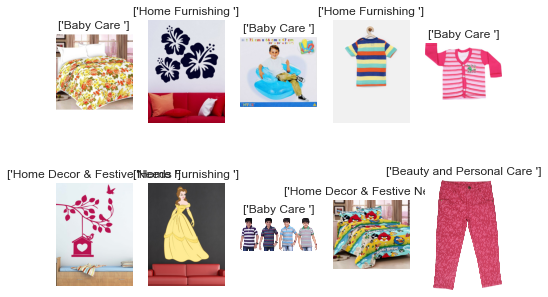 ['Baby Care ']
['Home Furnishing ']
['Baby Care ']
['Home Furnishing ']
['Baby Care ']
['Home Decor & Festive Needs ']
Furnishing ']
['Baby Care ']
['Home Decor & Festive Ne
['Beauty and Personal Care ']